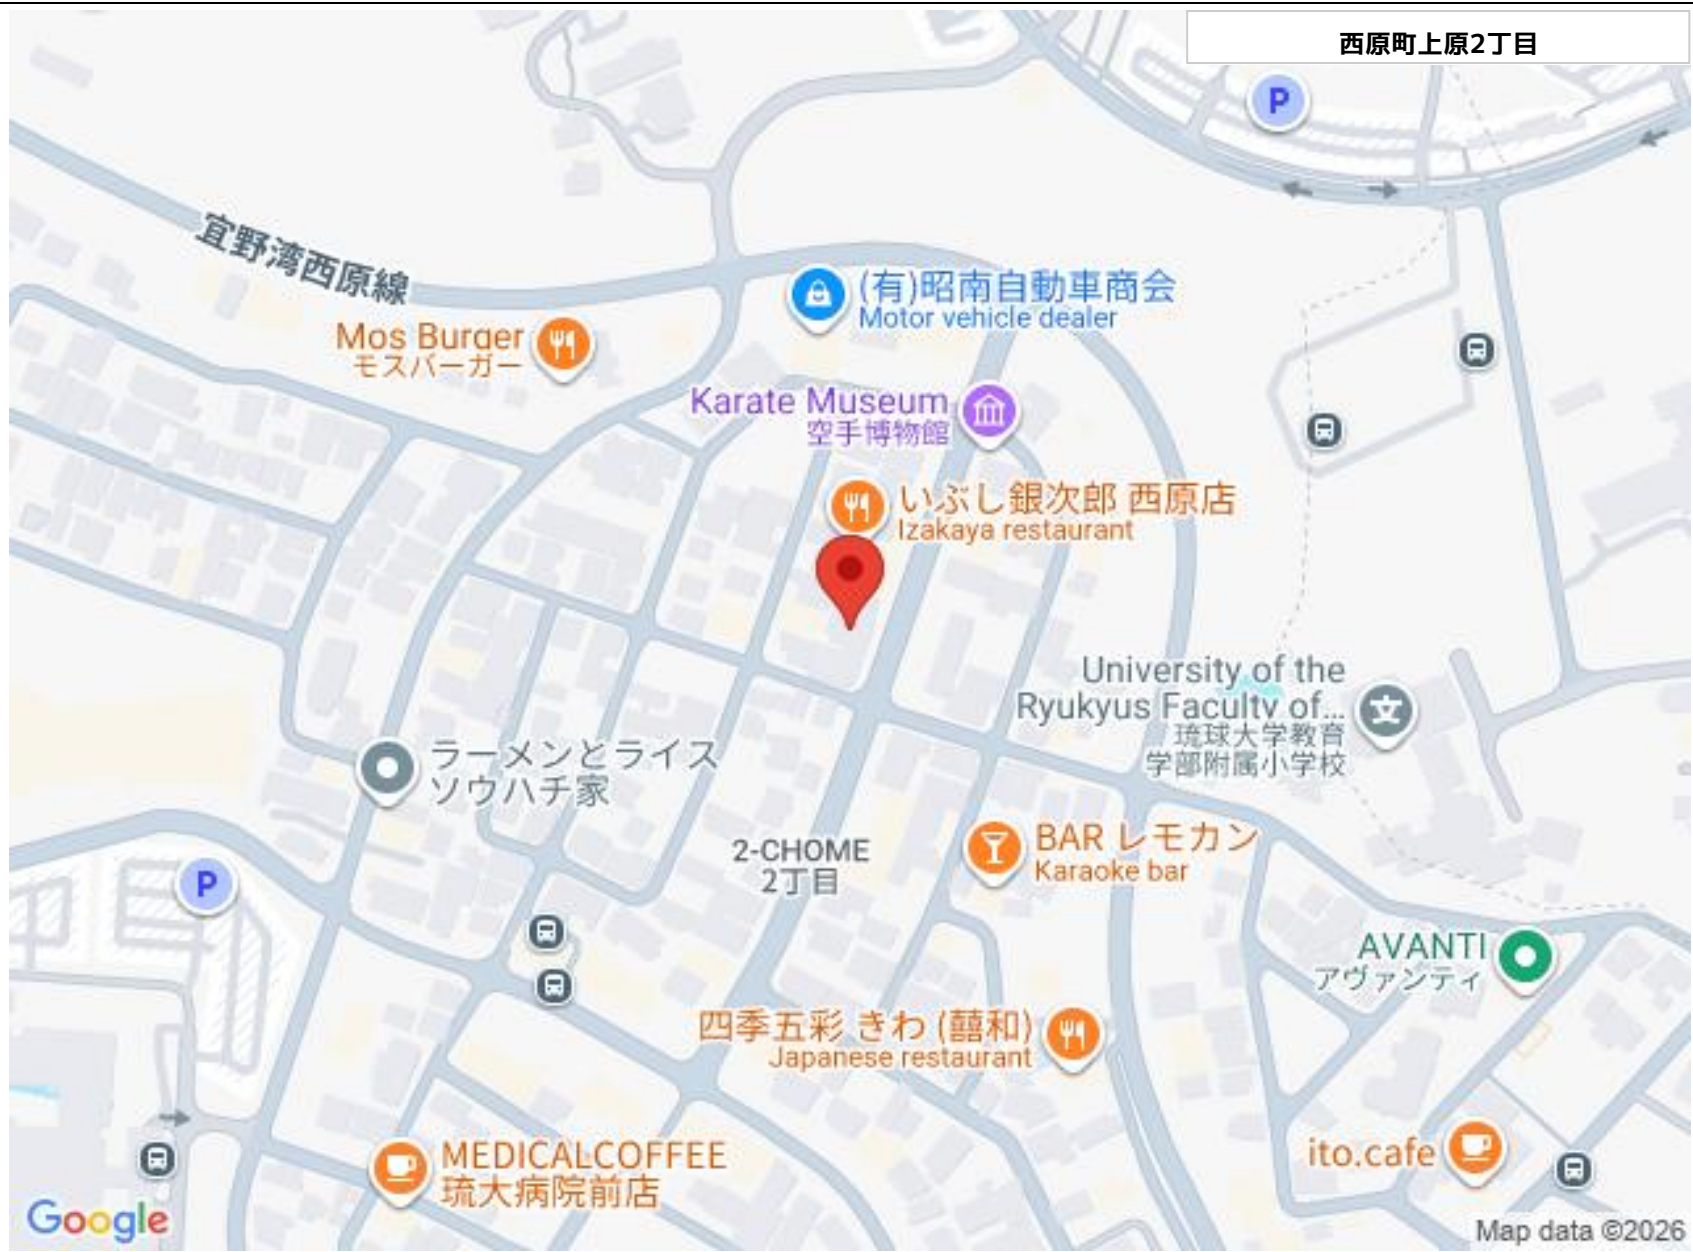 西原町上原2丁目
P
宜野湾西原線
(有)昭南自動車商会
Motor vehicle dealer
Mos Burger
モスバーガー
Karate Museum
空手博物館
いぶし銀次郎 西原店
Izakaya restaurant
University of the
Ryukyus Faculty of...
琉球大学教育
学部附属小学校
文
ラーメンとライス
ソウハチ家
2-CHOME
2丁目
BAR レモカン
Karaoke bar
P
AVANTI
アヴァンティ
四季五彩 きわ (囍和)
Japanese restaurant
MEDICALCOFFEE
琉大病院前店
ito.cafe
Google
Map data ©2026